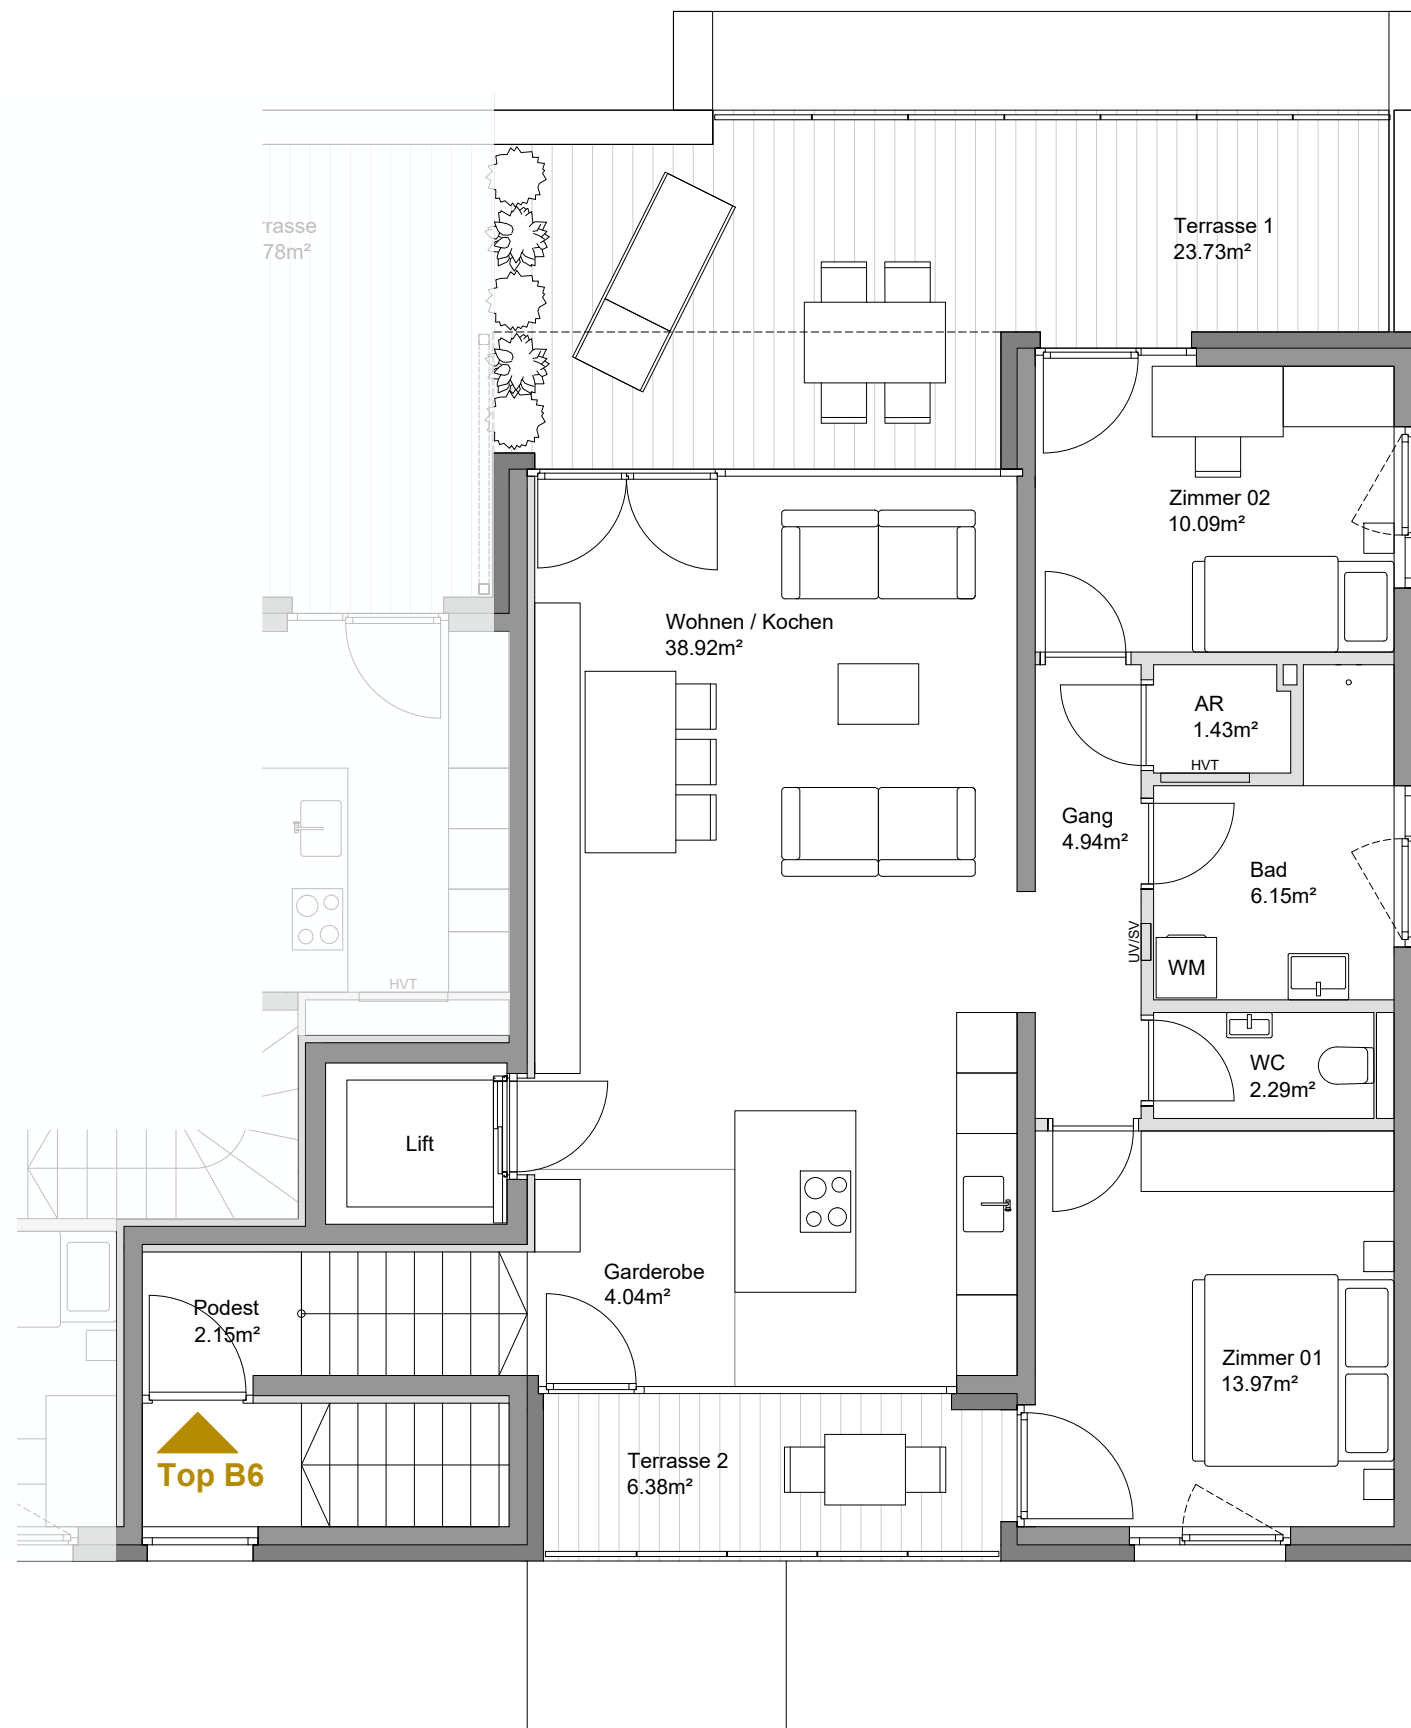 rrasse
78m²
Terrasse 1
23.73m²
Zimmer 02
10.09m²
Wohnen / Kochen
38.92m²
AR
1.43m²
HVT
Gang
4.94m²
Bad
6.15m²
UV/SV
WM
HVT
WC
2.29m²
Lift
Garderobe
4.04m²
Podest
2.15m²
Zimmer 01
13.97m²
Terrasse 2
6.38m²
Top B6